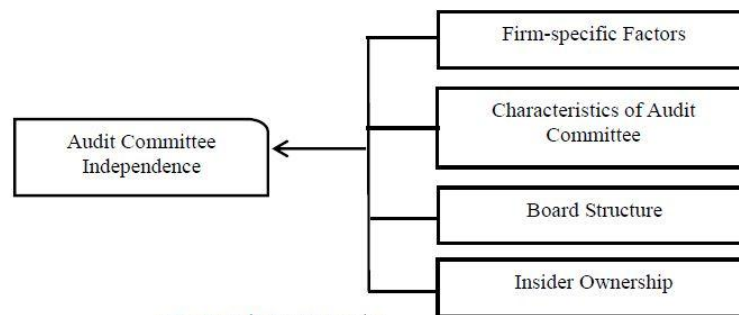 Firm-specific Factors
Characteristics of Audit
Committee
Audit Committee
Independence
Board Structure
Insider Ownership